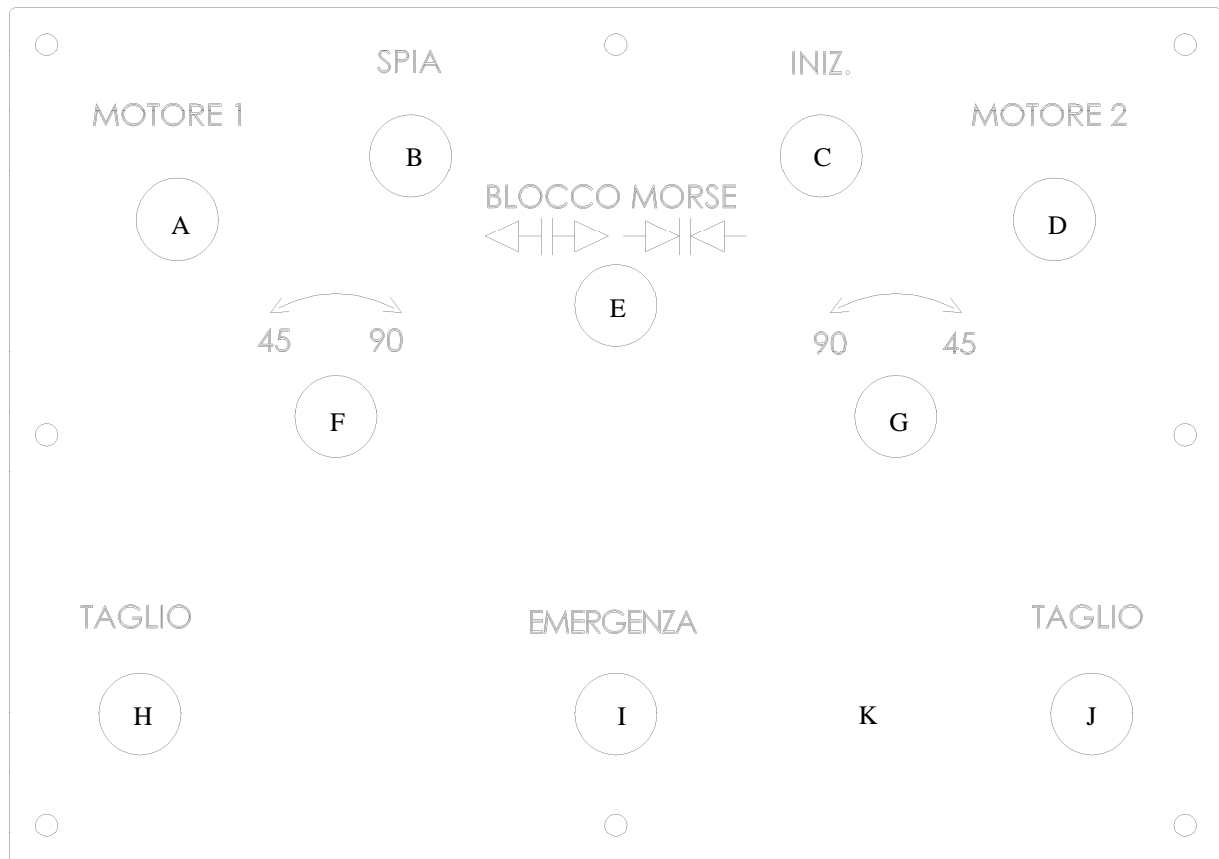 SPIA INIZ.
MOTORE 1 MOTORE 2
B C
BLOCCO MORSE
A D
E
45 90 90 45
F G
TAGLIO EMERGENZA TAGLIO
H I K J